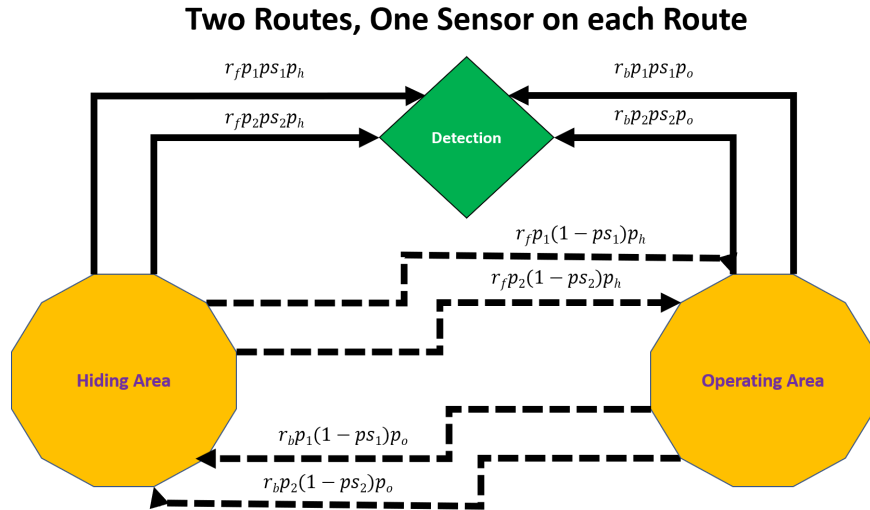 Two Routes, One Sensor on each Route
r_f p_1 ps_1 p_h
r_b p_1 ps_1 p_o
r_f p_2 ps_2 p_h
r_b p_2 ps_2 p_o
Detection
r_f p_1 (1 − ps_1) p_h
r_f p_2 (1 − ps_2) p_h
Hiding Area
Operating Area
r_b p_1 (1 − ps_1) p_o
r_b p_2 (1 − ps_2) p_o